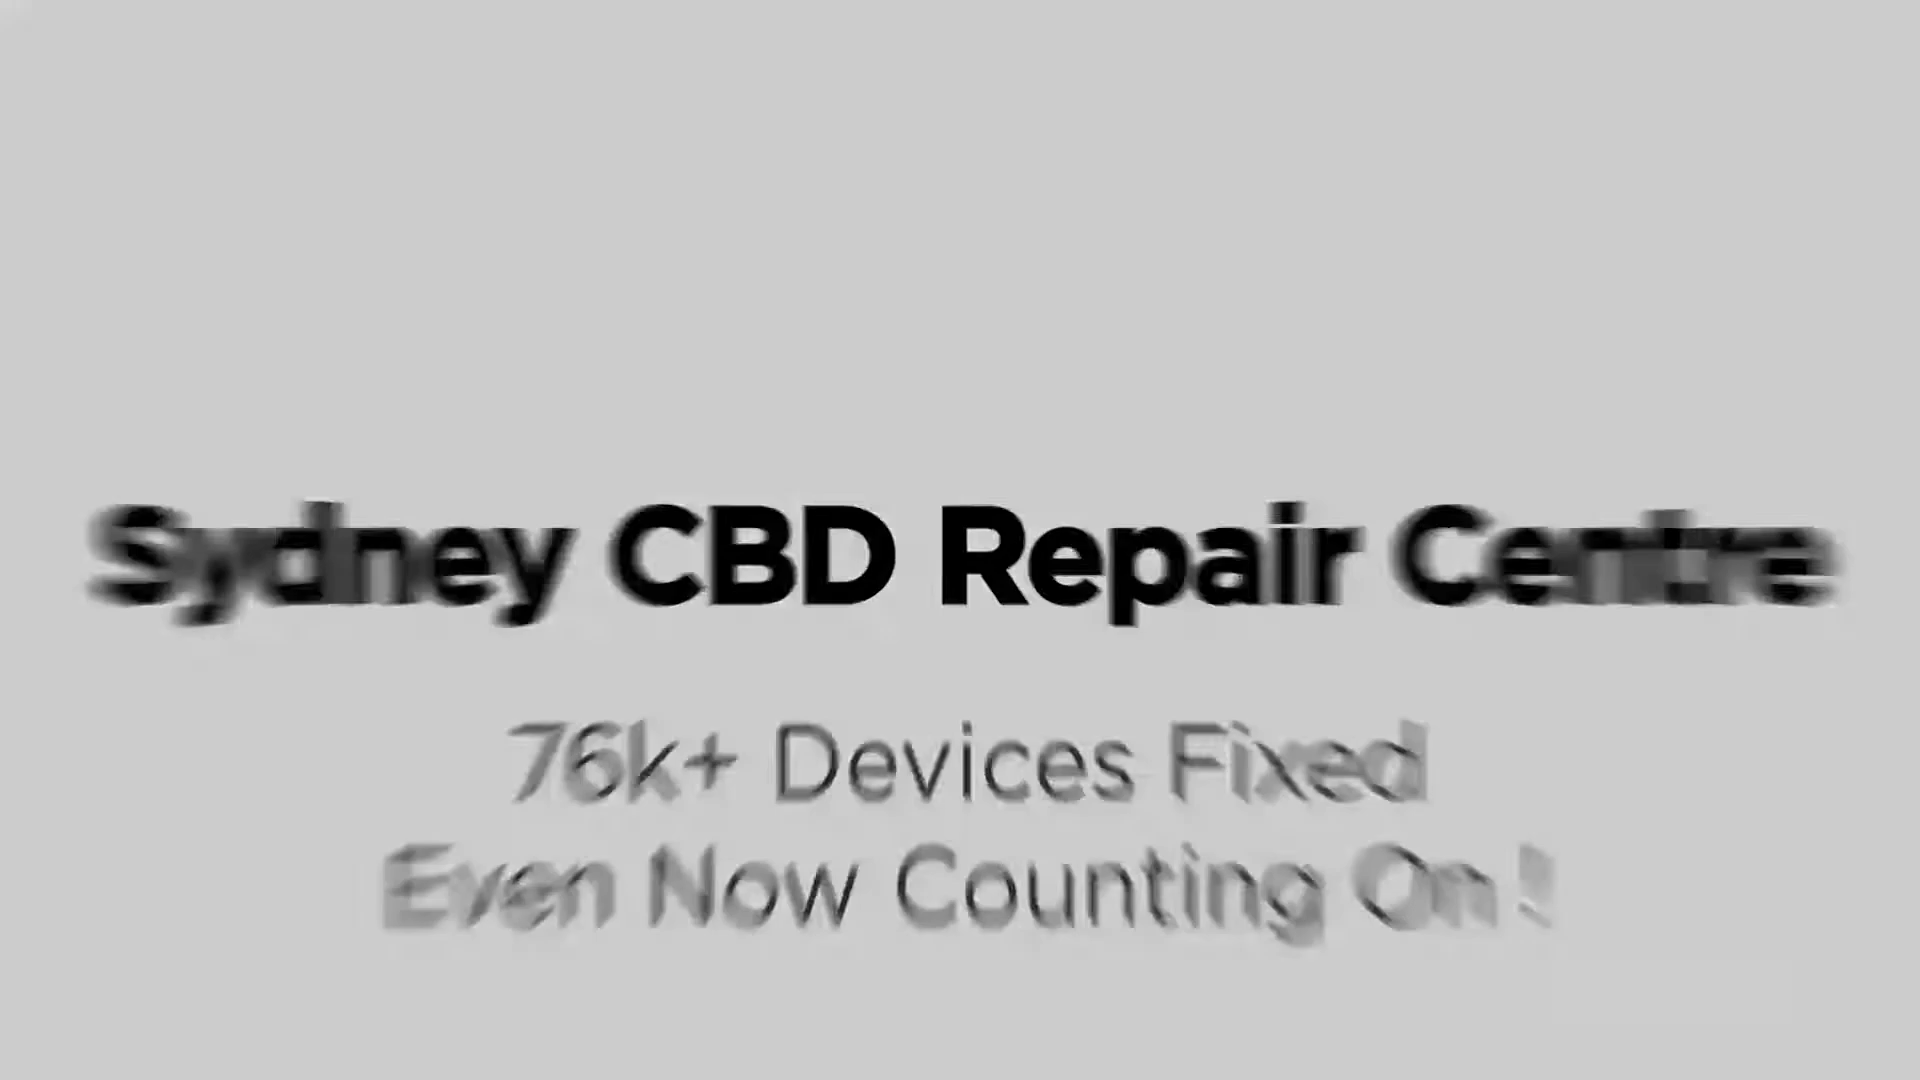 Sydney CBD Repair Centre
76k+ Devices Fixed
Even Now Counting On !